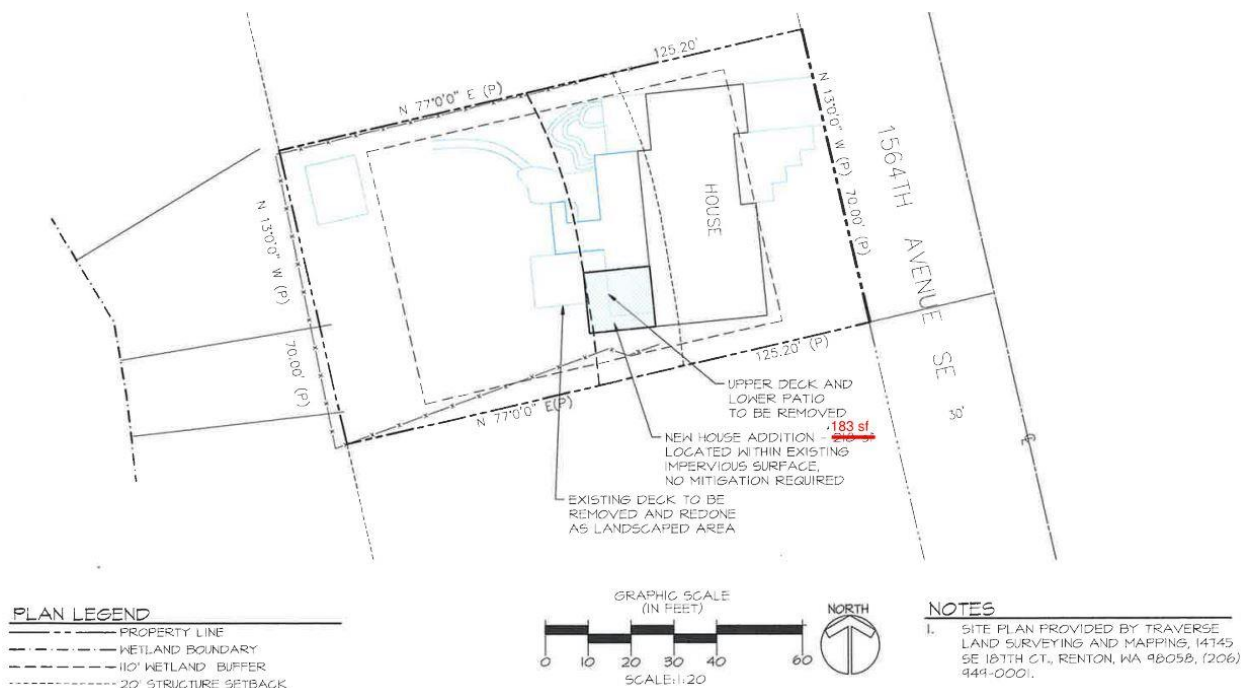 125.20'
N 77°0'0" E (P)
N 13°0'0" W (P)
70.00' (P)
1564TH AVENUE SE
30'
HOUSE
N 13°0'0" W (P)
70.00' (P)
125.20' (P)
N 77°0'0" E(P)
UPPER DECK AND
LOWER PATIO
TO BE REMOVED
183 sf
NEW HOUSE ADDITION -
LOCATED WITHIN EXISTING
IMPERVIOUS SURFACE,
NO MITIGATION REQUIRED
EXISTING DECK TO BE
REMOVED AND REDONE
AS LANDSCAPED AREA
PLAN LEGEND
PROPERTY LINE
WETLAND BOUNDARY
110' WETLAND BUFFER
20' STRUCTURE SETBACK
GRAPHIC SCALE
(IN FEET)
0 10 20 30 40 60
SCALE:1:20
NORTH
NOTES
1. SITE PLAN PROVIDED BY TRAVERSE
LAND SURVEYING AND MAPPING, 14745
SE 187TH CT., RENTON, WA 98058, (206)
949-0001.